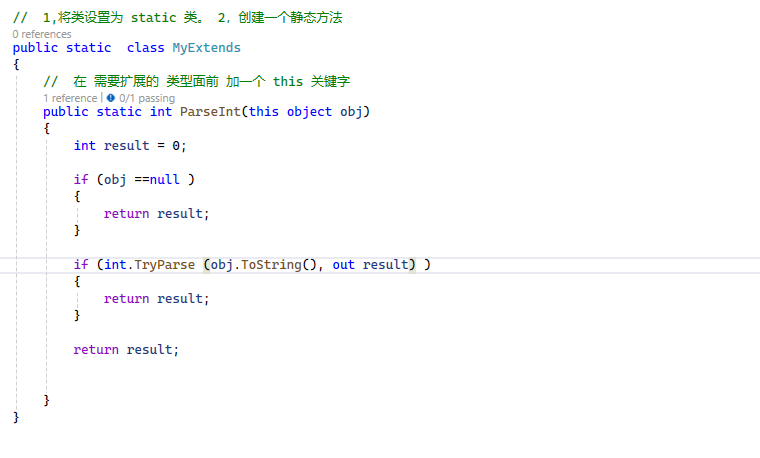 //  1,将类设置为 static 类。 2, 创建一个静态方法
0 references
public static  class MyExtends
{
//  在 需要扩展的 类型面前 加一个 this 关键字
1 reference | 0/1 passing
public static int ParseInt(this object obj)
{
int result = 0;
if (obj ==null )
{
return result;
}
if (int.TryParse (obj.ToString(), out result) )
{
return result;
}
return result;
}
}